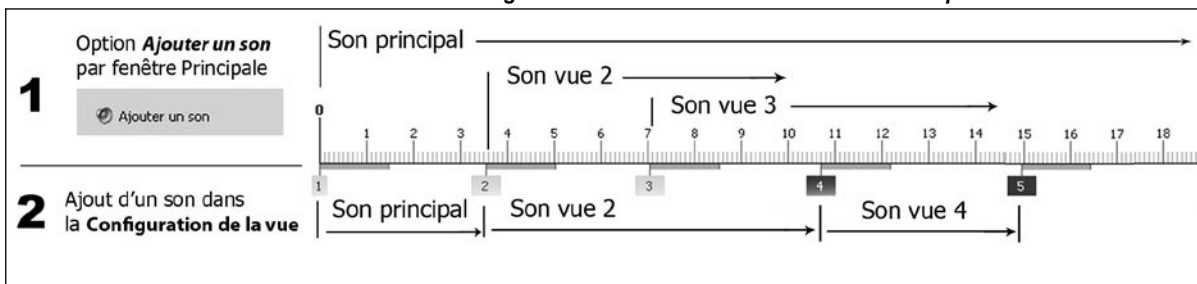 1
Option Ajouter un son
par fenêtre Principale
Ajouter un son
Son principal
Son vue 2
Son vue 3
0
1 2 3 4 5 6 7 8 9 10 11 12 13 14 15 16 17 18
1 2 3 4 5
2
Ajout d'un son dans
la Configuration de la vue
Son principal Son vue 2 Son vue 4